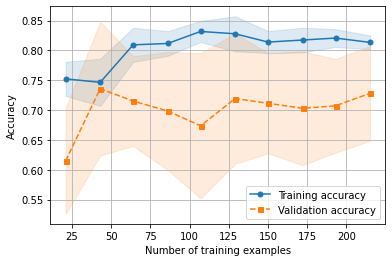 0.85
0.80
0.75
0.70
0.65
0.60
0.55
Accuracy
Training accuracy
Validation accuracy
25 50 75 100 125 150 175 200
Number of training examples